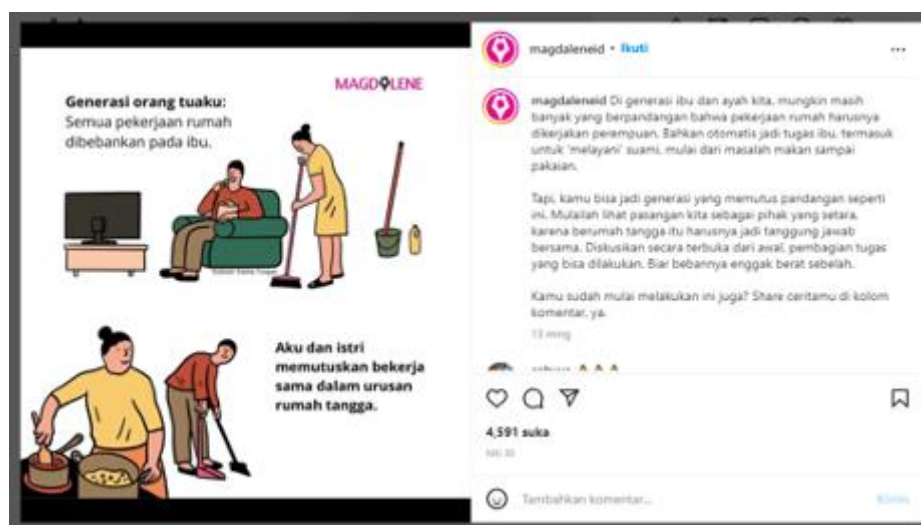 MAGDOLENE
Generasi orang tuaku:
Semua pekerjaan rumah
dibebankan pada ibu.
Aku dan istri
memutuskan bekerja
sama dalam urusan
rumah tangga.
magdaleneid • Ikuti
magdaleneid Di generasi ibu dan ayah kita, mungkin masih
banyak yang berpandangan bahwa pekerjaan rumah harusnya
dikerjakan perempuan. Bahkan otomatis jadi tugas ibu, termasuk
untuk 'melayani' suami, mulai dari masalah makan sampai
pakaian.
Tapi, kamu bisa jadi generasi yang memutus pandangan seperti
ini. Mulailah lihat pasangan kita sebagai pihak yang setara,
karena berumah tangga itu harusnya jadi tanggung jawab
bersama. Diskusikan secara terbuka dari awal, pembagian tugas
yang bisa dilakukan. Biar bebannya enggak berat sebelah.
Kamu sudah mulai melakukan ini juga? Share ceritamu di kolom
komentar, ya.
13 ming
4,591 suka
Tambahkan komentar...
Kirim